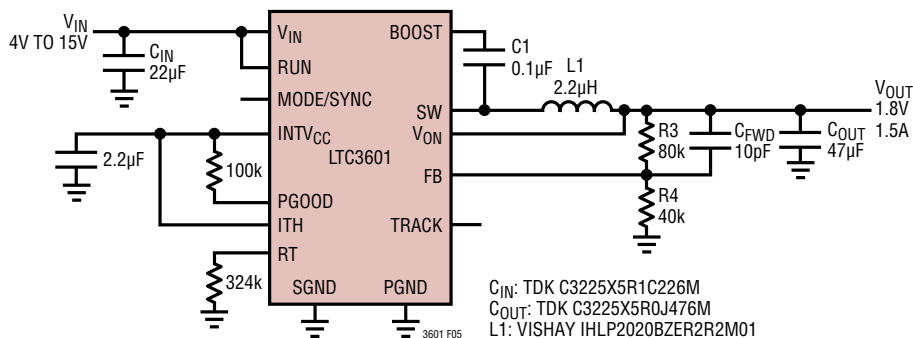 VIN
4V TO 15V
CIN
22µF
VIN
RUN
MODE/SYNC
INTVCC
LTC3601
PGOOD
ITH
RT
SGND
PGND
BOOST
SW
VON
FB
TRACK
2.2µF
100k
324k
C1
0.1µF
L1
2.2µH
R3
80k
CFWD
10pF
COUT
47µF
R4
40k
VOUT
1.8V
1.5A
3601 F05
CIN: TDK C3225X5R1C226M
COUT: TDK C3225X5R0J476M
L1: VISHAY IHLP2020BZER2R2M01